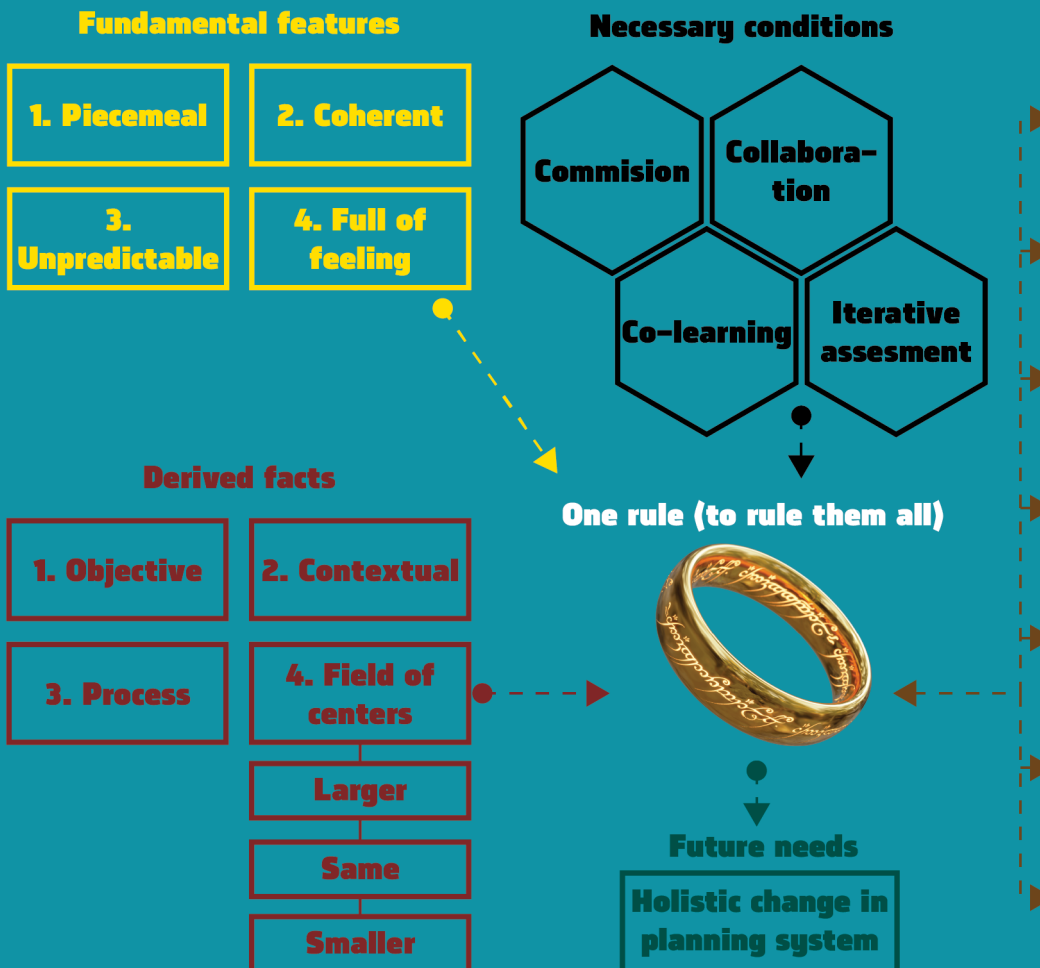 Fundamental features
1. Piecemeal
2. Coherent
3.
Unpredictable
4. Full of
feeling
Necessary conditions
Commision
Collabora-
tion
Co-learning
Iterative
assesment
Derived facts
1. Objective
2. Contextual
3. Process
4. Field of
centers
Larger
Same
Smaller
One rule (to rule them all)
Future needs
Holistic change in
planning system